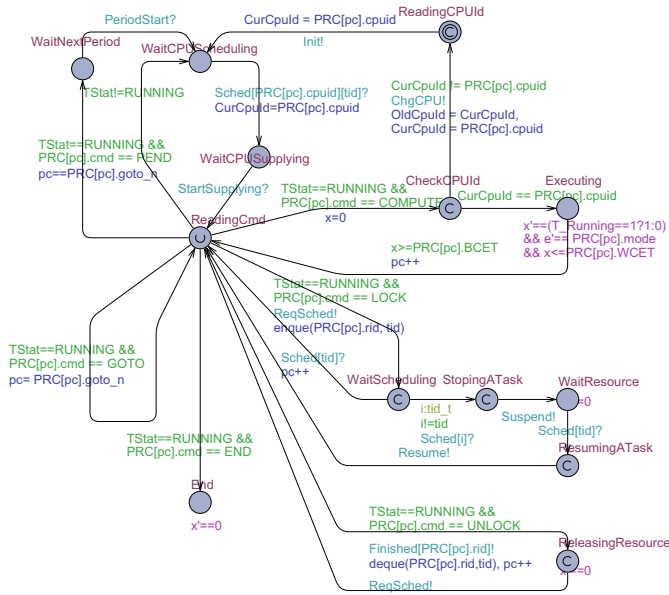 PeriodStart?
CurCpuId = PRC[pc].cpuid
ReadingCPUId
WaitNextPeriod
WaitCPUScheduling
Init!
TStat!=RUNNING
Sched[PRC[pc].cpuid][tid]?
CurCpuId=PRC[pc].cpuid
CurCpuId != PRC[pc].cpuid
ChgCPU!
OldCpuId = CurCpuId,
CurCpuId = PRC[pc].cpuid
TStat==RUNNING &&
PRC[pc].cmd == PEND
pc==PRC[pc].goto_n
WaitCPUSupplying
StartSupplying?
TStat==RUNNING &&
PRC[pc].cmd == COMPUTE
x=0
CheckCPUId
CurCpuId == PRC[pc].cpuid
Executing
ReadingCmd
x'==(T_Running==1?1:0)
&& e'== PRC[pc].mode
&& x<=PRC[pc].WCET
x>=PRC[pc].BCET
pc++
TStat==RUNNING &&
PRC[pc].cmd == LOCK
ReqSched!
enque(PRC[pc].rid, tid)
TStat==RUNNING &&
PRC[pc].cmd == GOTO
pc= PRC[pc].goto_n
Sched[tid]?
pc++
WaitScheduling
StopingATask
WaitResource
i:tid_t
i!=tid
Sched[i]?
Suspend!
=0
Sched[tid]?
Resume!
ResumingATask
TStat==RUNNING &&
PRC[pc].cmd == END
End
x'==0
TStat==RUNNING &&
PRC[pc].cmd == UNLOCK
Finished[PRC[pc].rid]!
deque(PRC[pc].rid,tid), pc++
ReqSched!
ReleasingResource
==0